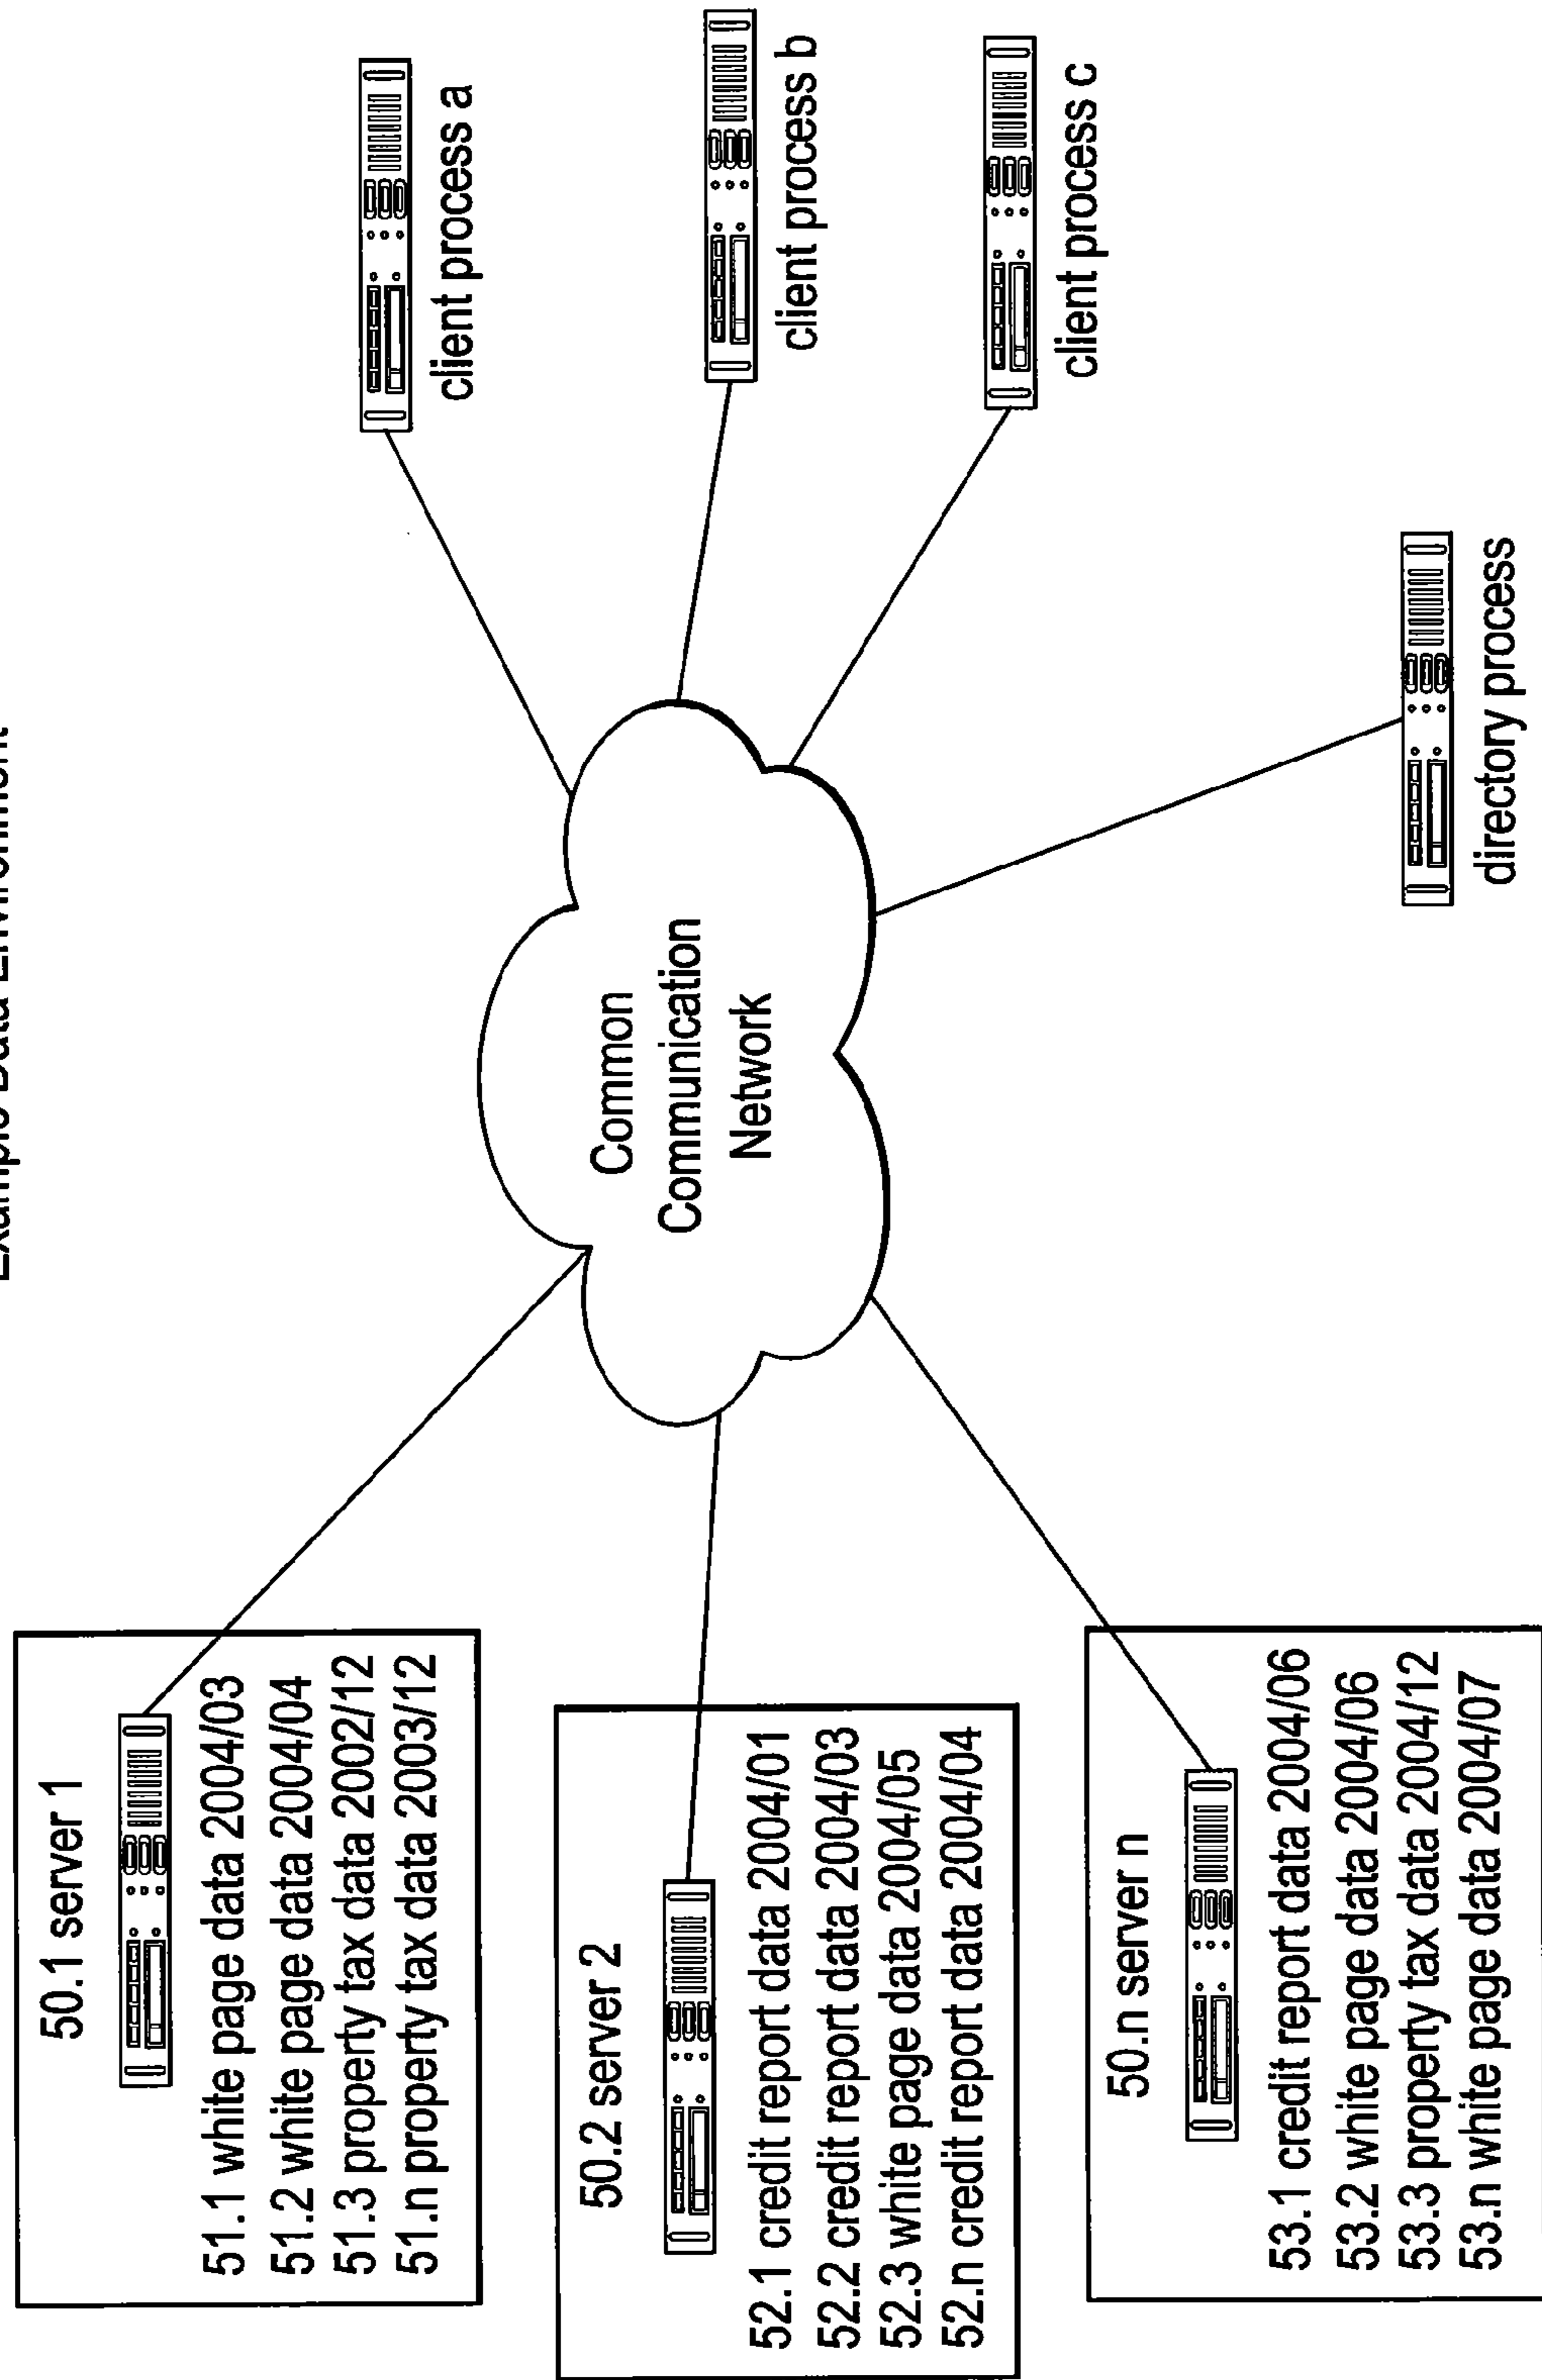 Example Data Environment
50.1 server 1
51.1 white page data 2004/03
51.2 white page data 2004/04
51.3 property tax data 2002/12
51.n property tax data 2003/12
50.2 server 2
52.1 credit report data 2004/01
52.2 credit report data 2004/03
52.3 white page data 2004/05
52.n credit report data 2004/04
50.n server n
53.1 credit report data 2004/06
53.2 white page data 2004/06
53.3 property tax data 2004/12
53.n white page data 2004/07
Common
Communication
Network
client process a
client process b
client process c
directory process